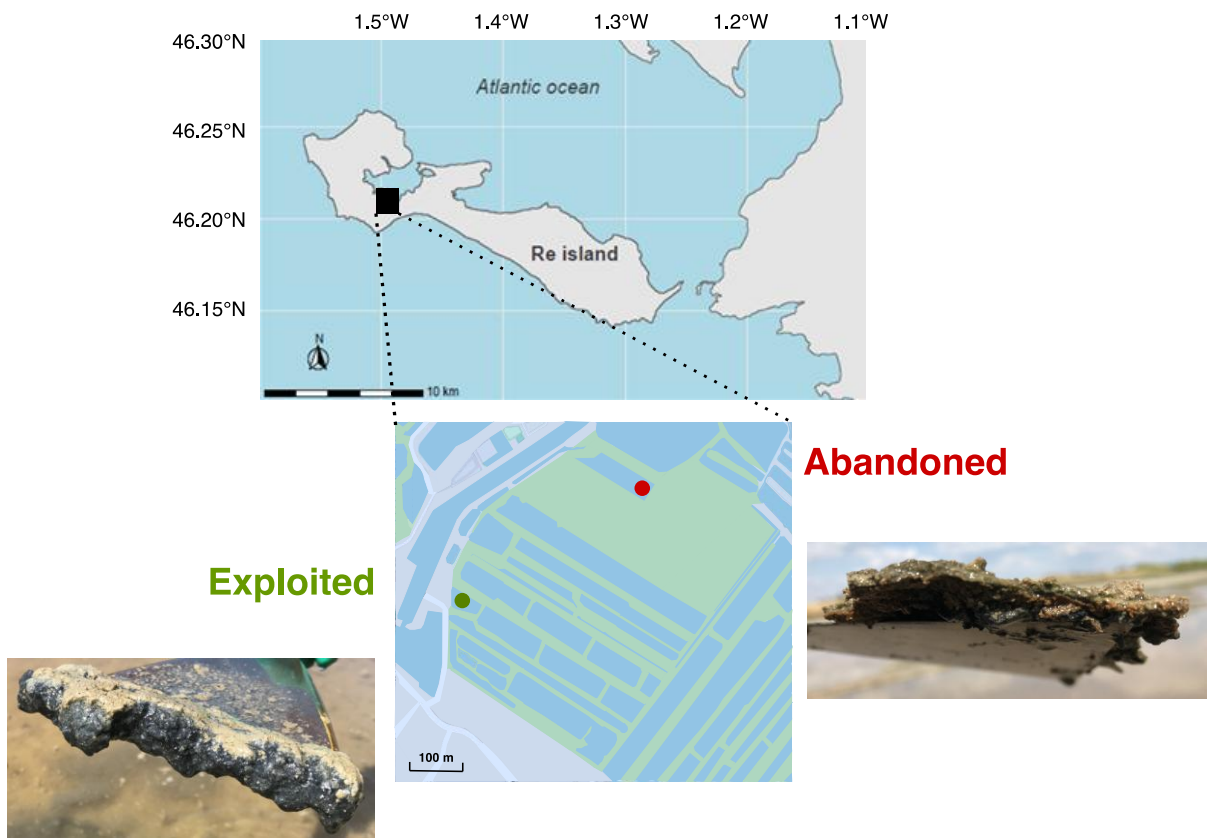 1.5°W 1.4°W 1.3°W 1.2°W 1.1°W
46.30°N
Atlantic ocean
46.25°N
46.20°N
Re island
46.15°N
N
10 km
Abandoned
Exploited
100 m